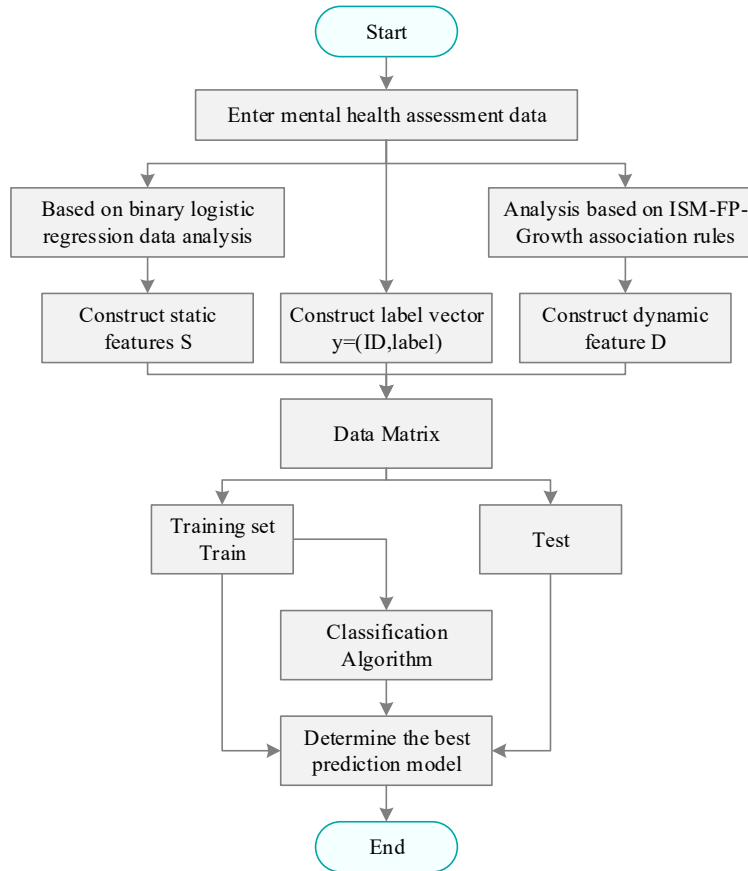 Start
Enter mental health assessment data
Based on binary logistic
regression data analysis
Analysis based on ISM-FP-
Growth association rules
Construct static
features S
Construct label vector
y=(ID,label)
Construct dynamic
feature D
Data Matrix
Training set
Train
Test
Classification
Algorithm
Determine the best
prediction model
End